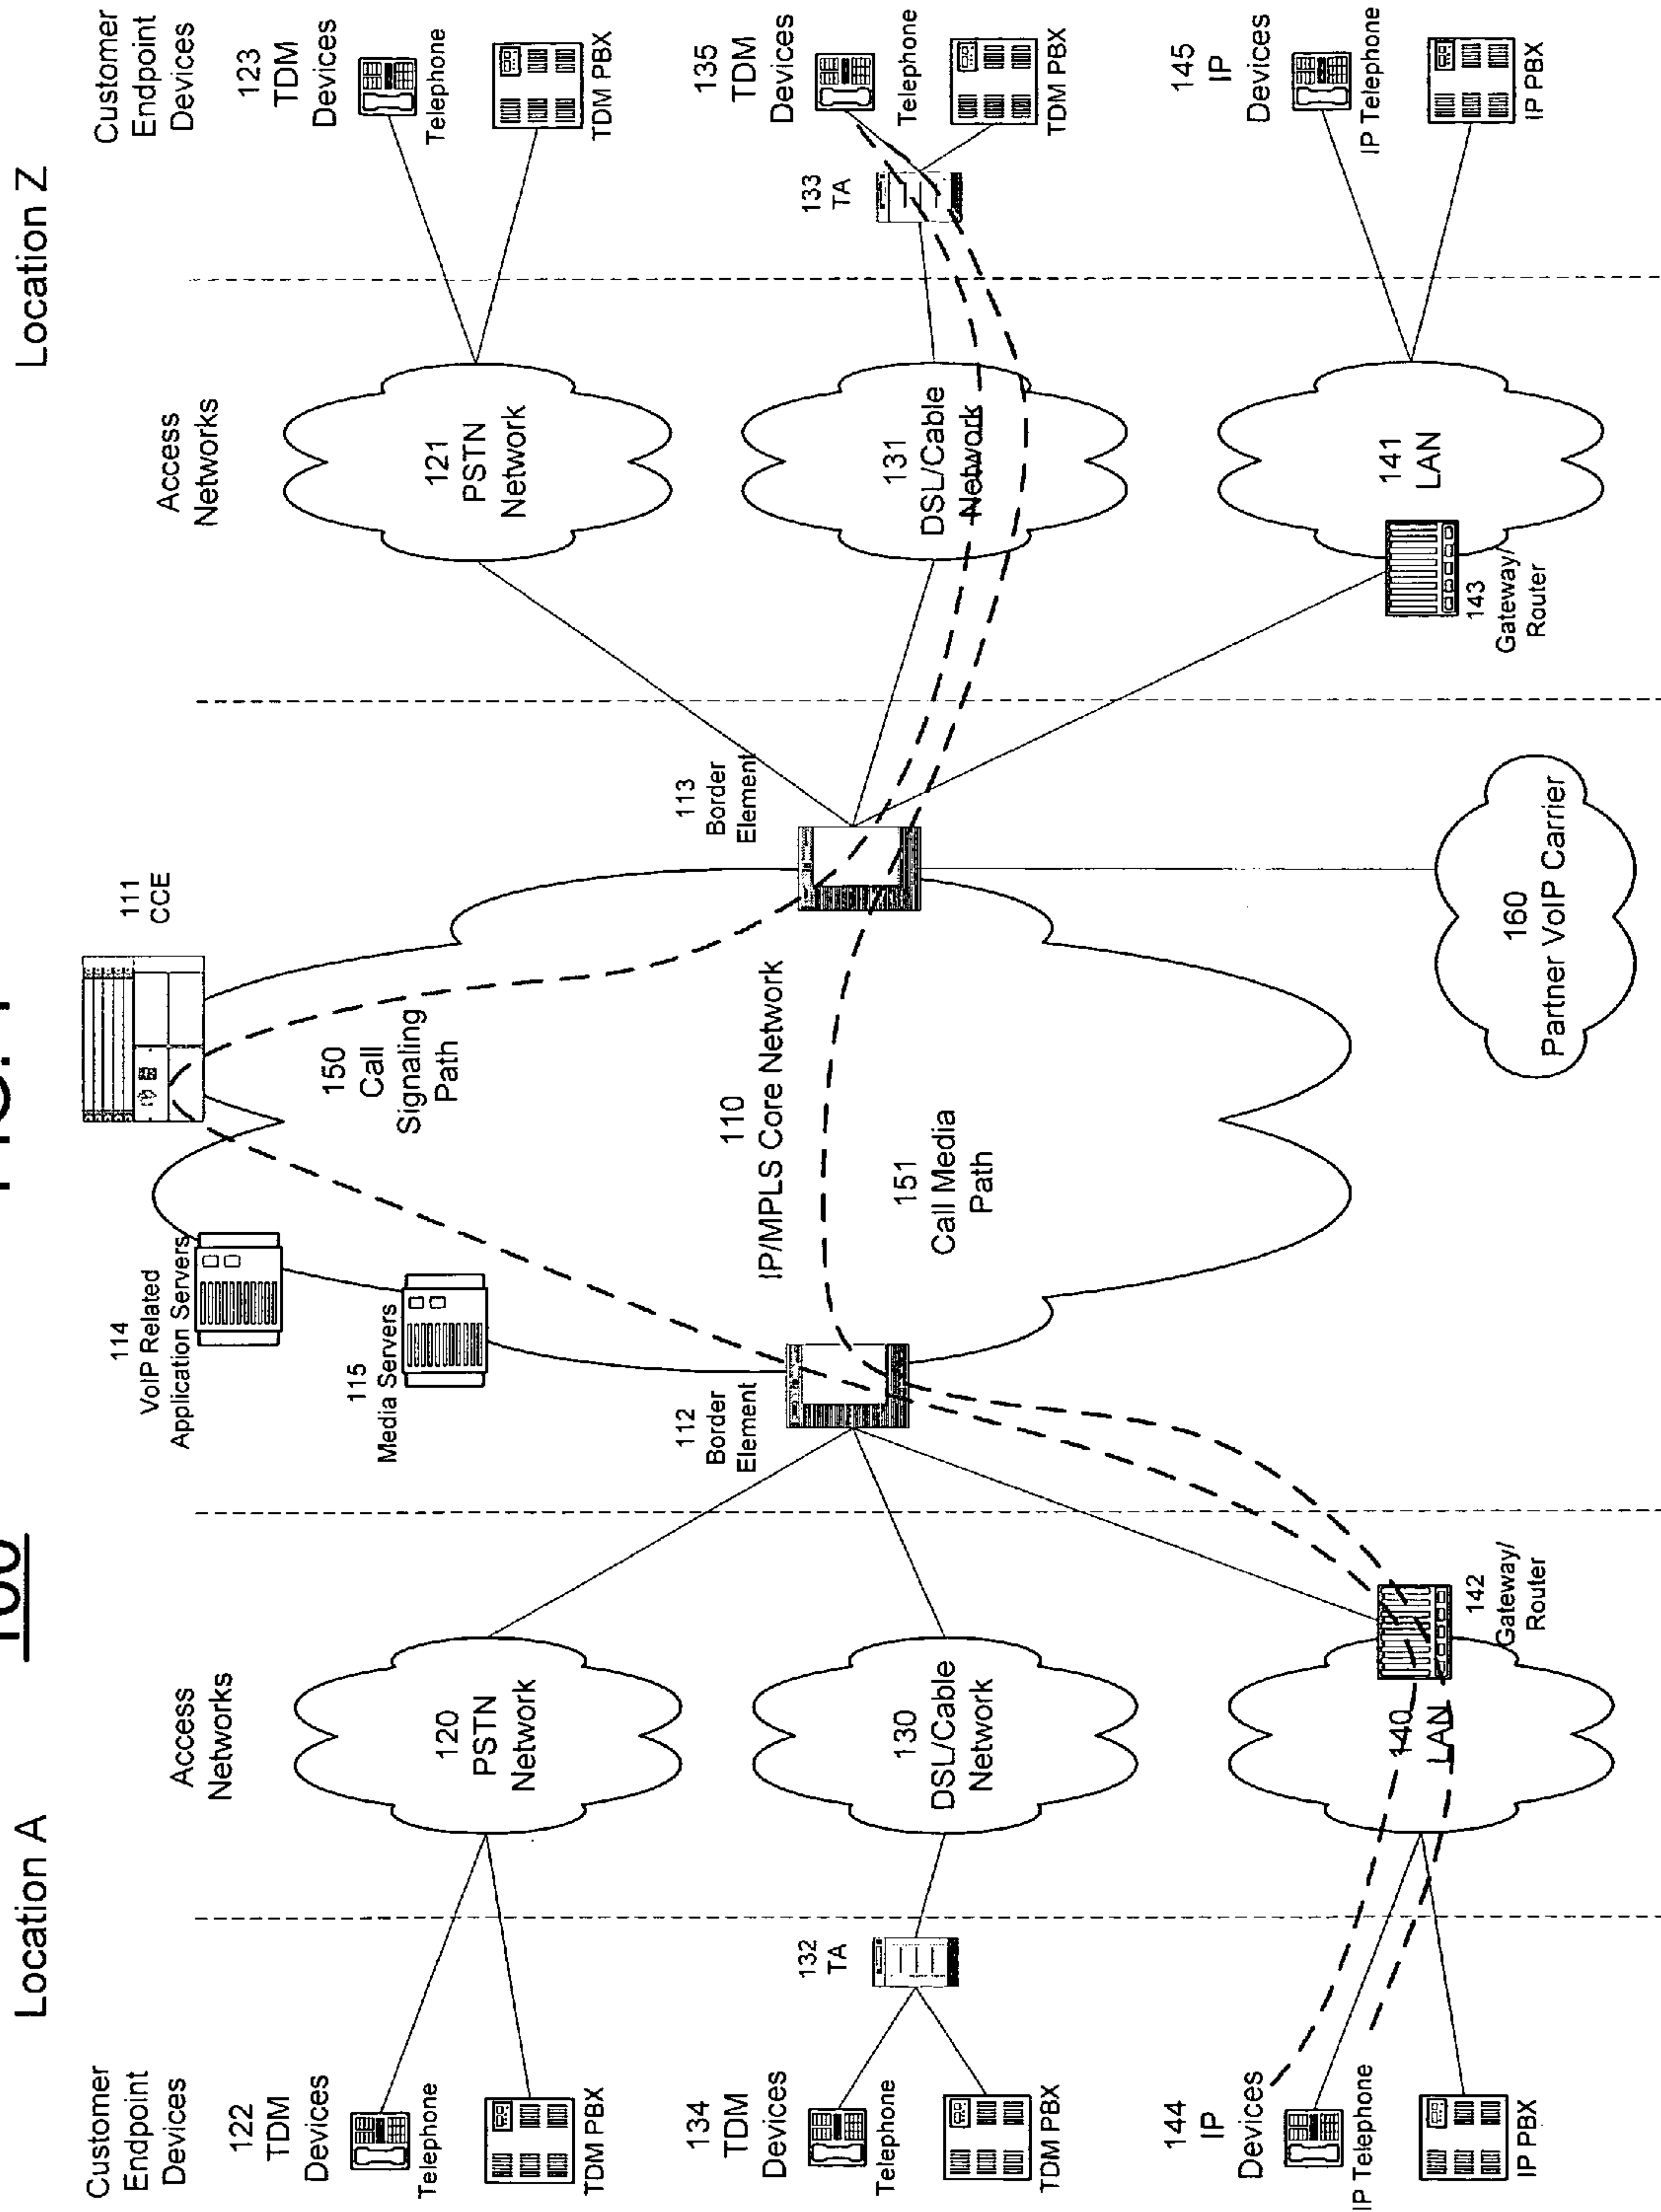 Location A
Location Z
Customer
Endpoint
Devices
Access
Networks
Access
Networks
Customer
Endpoint
Devices
122
TDM
Devices
Telephone
TDM PBX
120
PSTN
Network
114
VoIP Related
Application Servers
115
Media Servers
111
CCE
150
Call
Signaling
Path
121
PSTN
Network
123
TDM
Devices
Telephone
TDM PBX
134
TDM
Devices
Telephone
TDM PBX
132
TA
130
DSL/Cable
Network
112
Border
Element
110
IP/MPLS Core Network
151
Call Media
Path
113
Border
Element
131
DSL/Cable
Network
133
TA
135
TDM
Devices
Telephone
TDM PBX
144
IP
Devices
IP Telephone
IP PBX
140
LAN
142
Gateway/
Router
160
Partner VoIP Carrier
143
Gateway/
Router
141
LAN
145
IP
Devices
IP Telephone
IP PBX